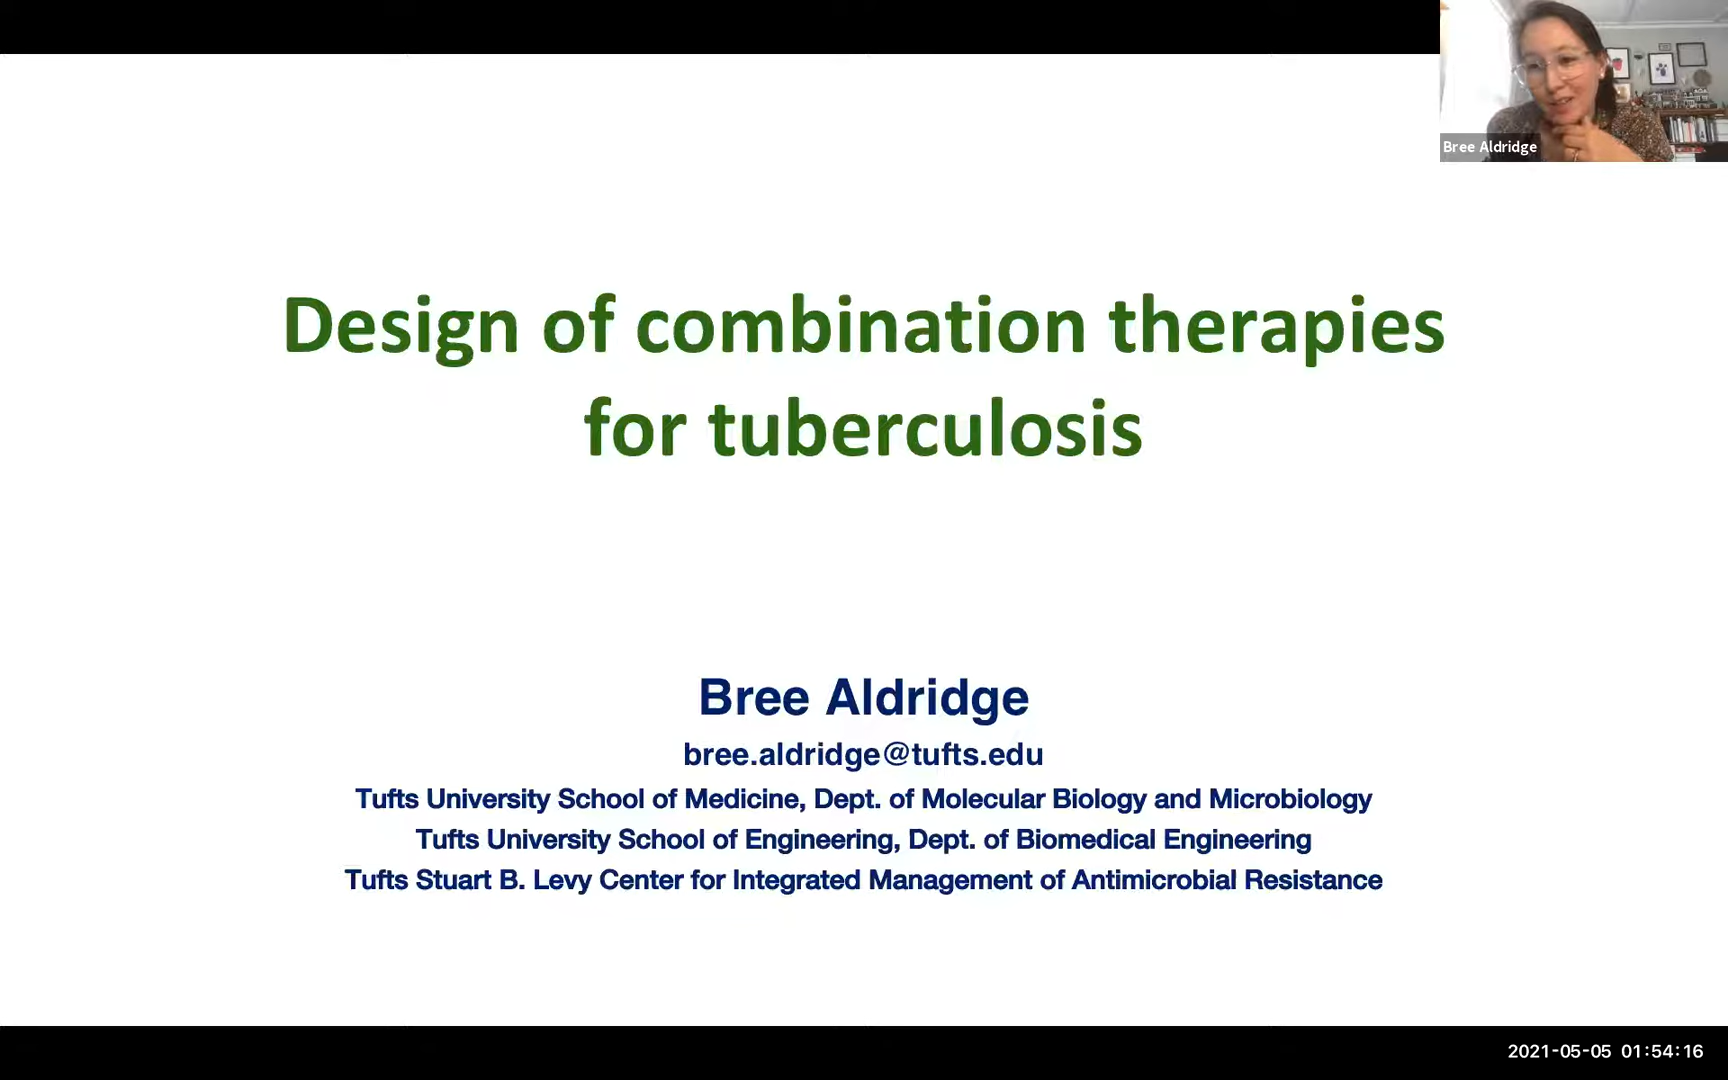 Bree Aldridge
Design of combination therapies
for tuberculosis
Bree Aldridge
bree.aldridge@tufts.edu
Tufts University School of Medicine, Dept. of Molecular Biology and Microbiology
Tufts University School of Engineering, Dept. of Biomedical Engineering
Tufts Stuart B. Levy Center for Integrated Management of Antimicrobial Resistance
2021-05-05 01:54:16